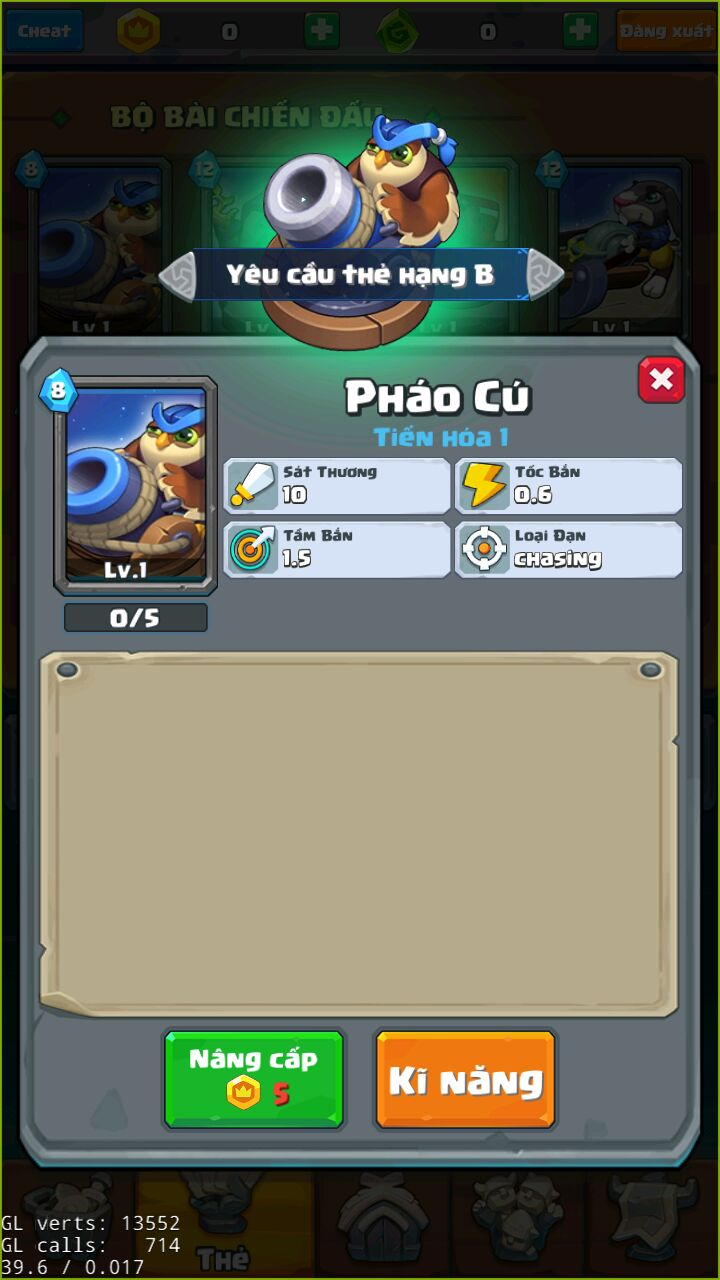 Cheat
0
0
Đăng xuất
BỘ BÀI CHIẾN ĐẤU
8
12
12
Lv 1
Lv 1
Lv 1
Yêu cầu thẻ hạng B
8
Pháo Cú
Tiến Hóa 1
Sát Thương
10
Tốc Bắn
0.6
Tầm Bắn
1.5
Loại Đạn
chasing
Lv.1
0/5
Nâng cấp
5
Kĩ năng
Thẻ
GL verts: 13552
GL calls: 714
39.6 / 0.017